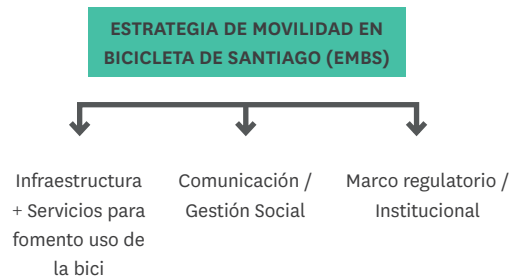 ESTRATEGIA DE MOVILIDAD EN
BICICLETA DE SANTIAGO (EMBS)
Infraestructura
+ Servicios para
fomento uso de
la bici
Comunicación /
Gestión Social
Marco regulatorio /
Institucional